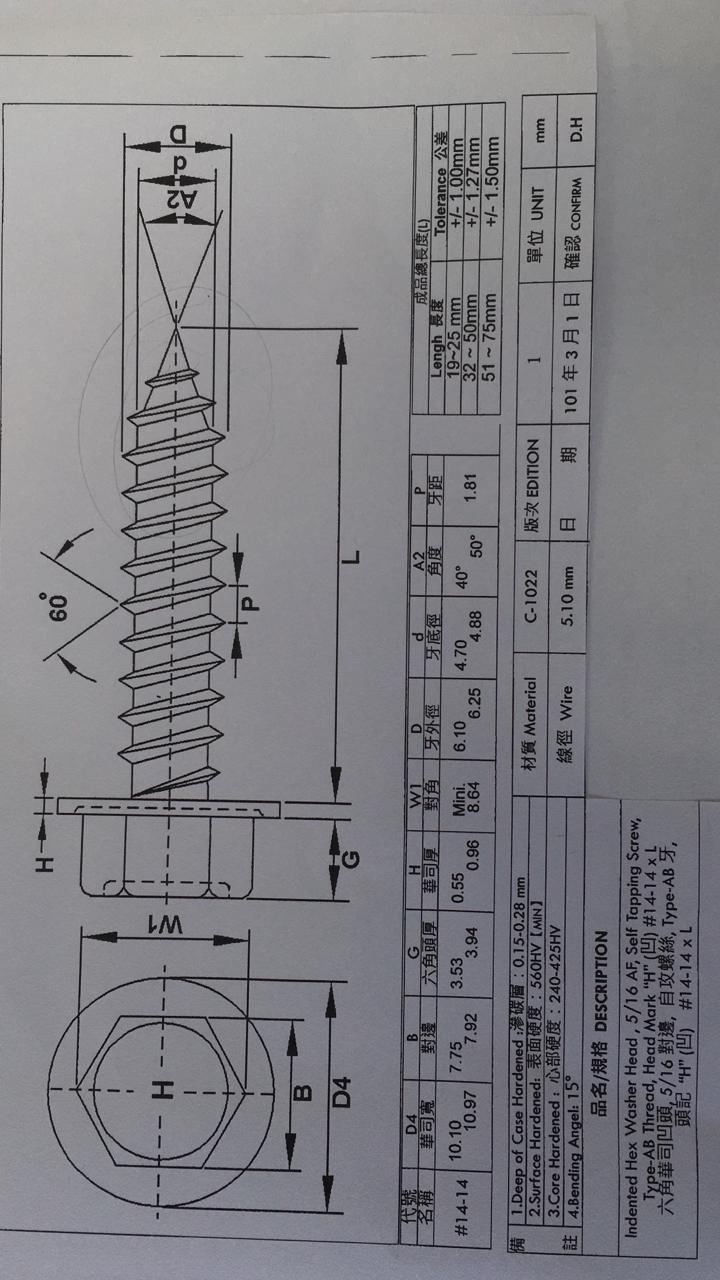 H
B
D4
W1
H
G
60°
P
L
A2
d
D
代號
名稱
D4
華司寬
B
對邊
G
六角頭厚
H
華司厚
W1
對角
D
牙外徑
d
牙底徑
A2
角度
P
牙距
#14-14
10.10
10.97
7.75
7.92
3.53
3.94
0.55
0.96
Mini.
8.64
6.10
6.25
4.70
4.88
40°
50°
1.81
成品總長度(L)
Lengh 長度 Tolerance 公差
19~25 mm +/- 1.00mm
32 ~ 50mm +/- 1.27mm
51 ~ 75mm +/- 1.50mm
備
註
1.Deep of Case Hardened :滲碳層 : 0.15-0.28 mm
2.Surface Hardened: 表面硬度 : 560HV [MIN]
3.Core Hardened : 心部硬度 : 240-425HV
4.Bending Angel: 15°
材質 Material C-1022 版次 EDITION 1 單位 UNIT mm
線徑 Wire 5.10 mm 日 期 101 年 3 月 1 日 確認 CONFIRM D.H
品名/規格 DESCRIPTION
Indented Hex Washer Head , 5/16 AF, Self Tapping Screw,
Type-AB Thread, Head Mark "H" (凹) #14-14 x L
六角華司凹頭, 5/16 對邊, 自攻螺絲, Type-AB 牙,
頭記 "H" (凹) #14-14 x L